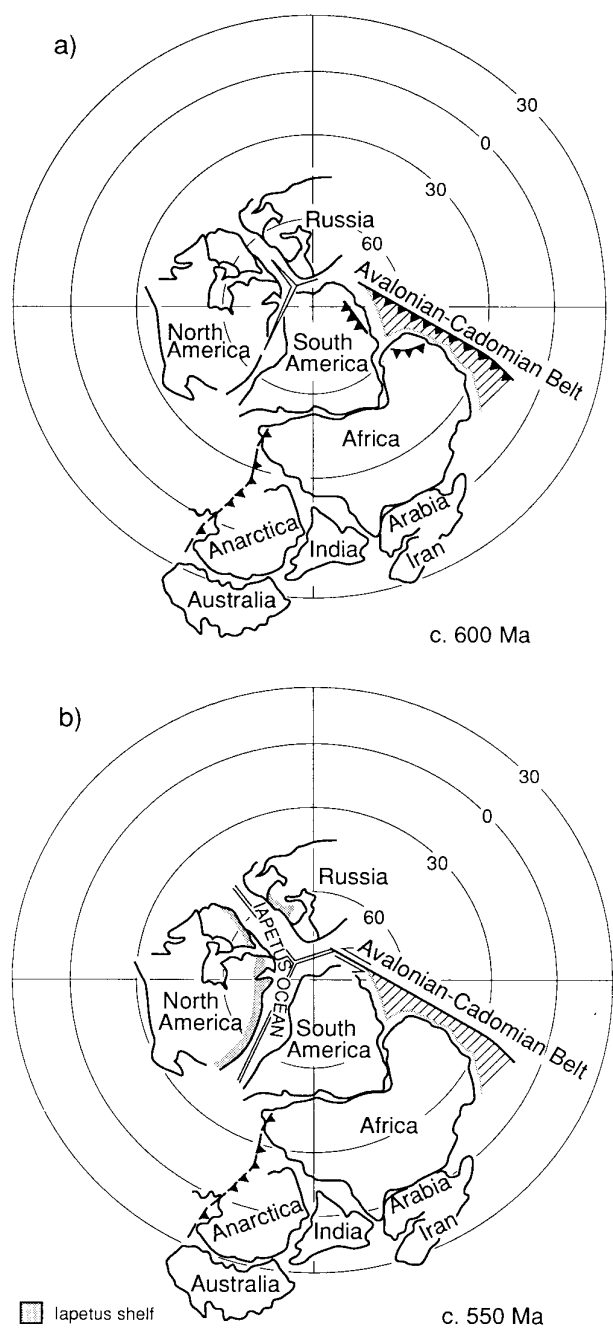 a)
30
0
30
Russia
60
Avalonian-Cadomian Belt
North
America
South
America
Africa
Arabia
Anarctica
India
Iran
Australia
c. 600 Ma
b)
30
0
30
Russia
60
IAPETUS OCEAN
Avalonian-Cadomian Belt
North
America
South
America
Africa
Arabia
Anarctica
India
Iran
Australia
Iapetus shelf
c. 550 Ma